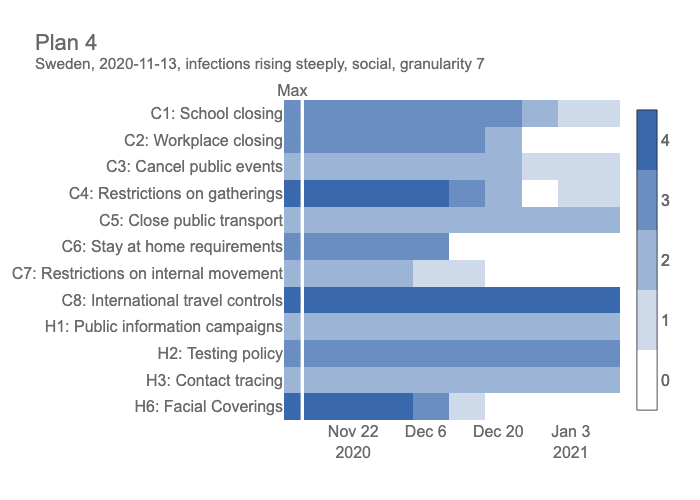 Plan 4
Sweden, 2020-11-13, infections rising steeply, social, granularity 7
Max
C1: School closing
C2: Workplace closing
C3: Cancel public events
C4: Restrictions on gatherings
C5: Close public transport
C6: Stay at home requirements
C7: Restrictions on internal movement
C8: International travel controls
H1: Public information campaigns
H2: Testing policy
H3: Contact tracing
H6: Facial Coverings
4
3
2
1
0
Nov 22 Dec 6 Dec 20 Jan 3
2020 2021